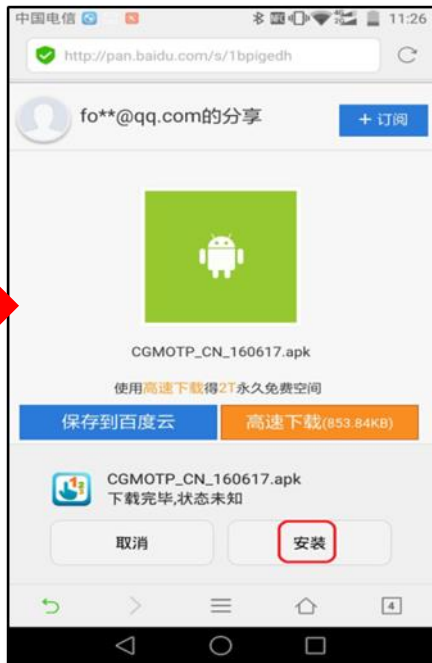 中国电信 11:26
http://pan.baidu.com/s/1bpigedh
fo**@qq.com的分享
+ 订阅
CGMOTP_CN_160617.apk
使用高速下载得2T永久免费空间
保存到百度云
高速下载(853.84KB)
CGMOTP_CN_160617.apk
下载完毕,状态未知
取消
安装
4